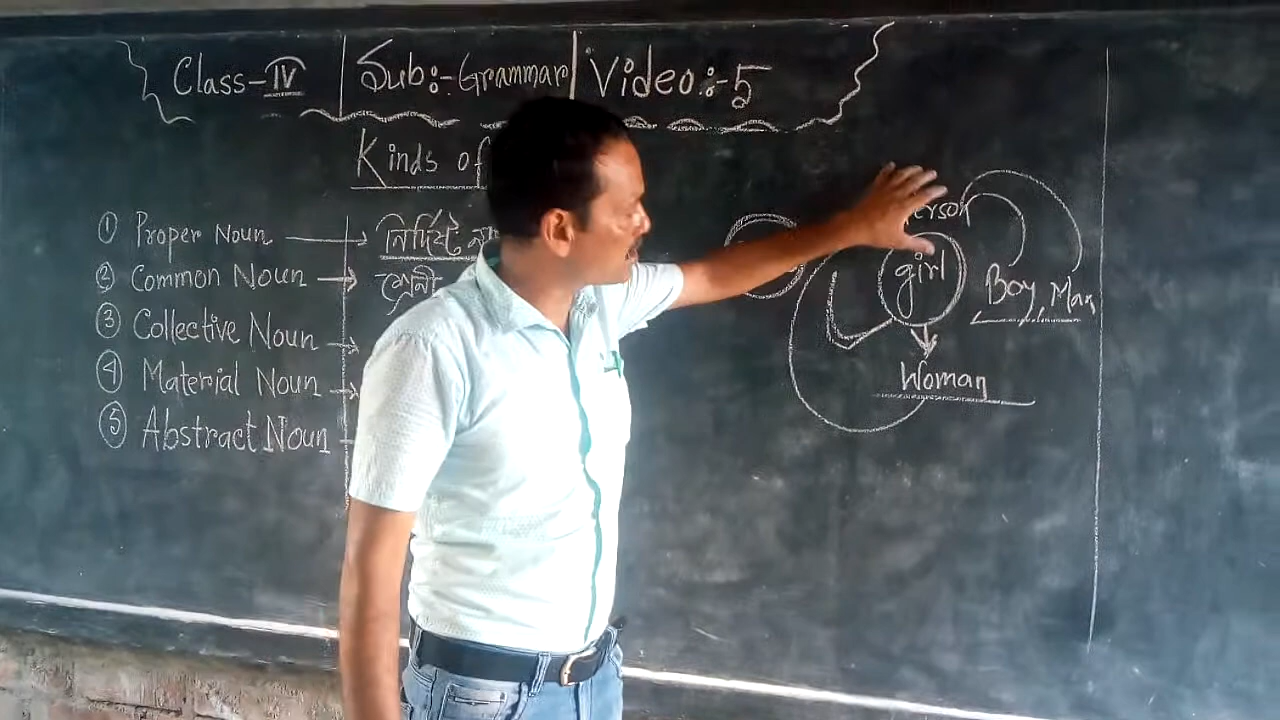 Class-IV | Sub:- Grammar | Video:-5
Kinds of
① Proper Noun → নির্দিষ্ট
② Common Noun → শ্রেনী
③ Collective Noun →
④ Material Noun →
⑤ Abstract Noun
erson
girl
Boy, Man
Woman